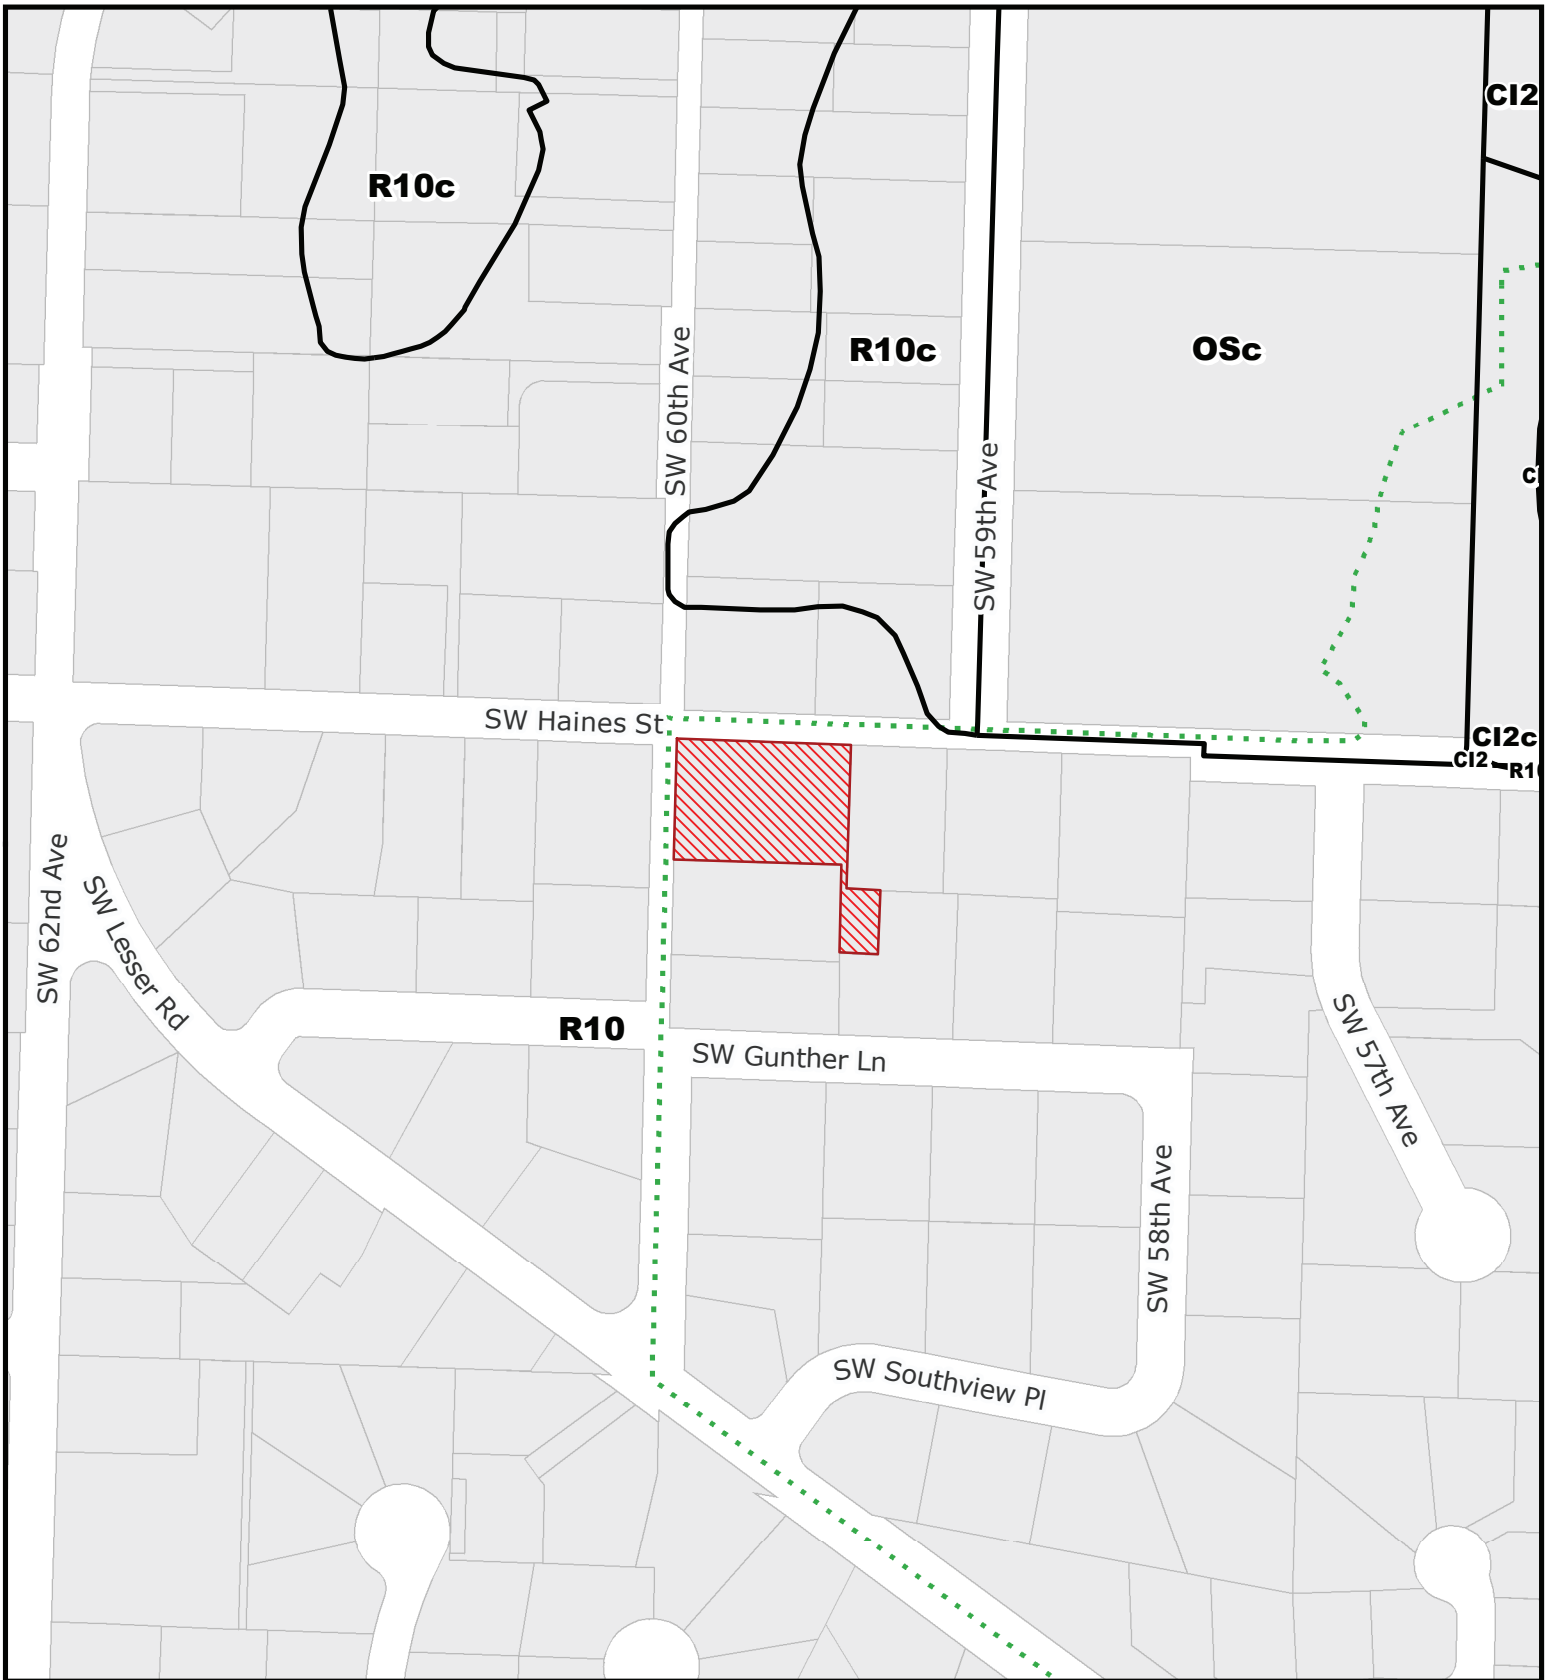 CI2
R10c
SW 60th Ave
R10c
OSc
SW 59th Ave
SW Haines St
CI2c
CI2
SW 62nd Ave
SW Lesser Rd
R10
SW Gunther Ln
SW 57th Ave
SW 58th Ave
SW Southview Pl